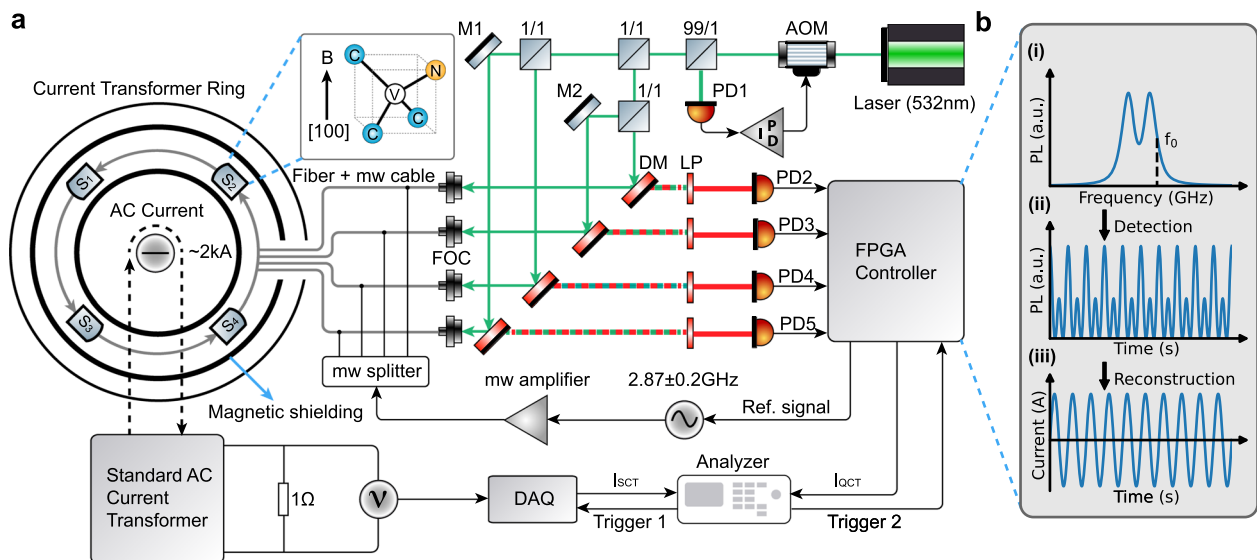 a
b
M1
1/1
1/1
99/1
AOM
Laser (532nm)
M2
1/1
PD1
I
P
D
B
[100]
C
N
V
C
C
Current Transformer Ring
S1
S2
S3
S4
AC Current
~2kA
Fiber + mw cable
FOC
DM
LP
PD2
PD3
PD4
PD5
FPGA
Controller
mw splitter
mw amplifier
2.87±0.2GHz
Ref. signal
Magnetic shielding
Standard AC
Current
Transformer
1Ω
V
DAQ
ISCT
Trigger 1
Analyzer
IQCT
Trigger 2
(i)
PL (a.u.)
f0
Frequency (GHz)
Detection
(ii)
PL (a.u.)
Time (s)
Reconstruction
(iii)
Current (A)
Time (s)